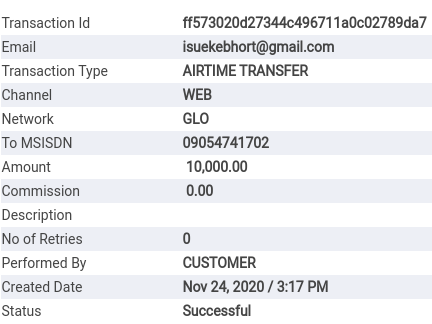 Transaction Id ff573020d27344c496711a0c02789da7
Email isuekebhort@gmail.com
Transaction Type AIRTIME TRANSFER
Channel WEB
Network GLO
To MSISDN 09054741702
Amount 10,000.00
Commission 0.00
Description
No of Retries 0
Performed By CUSTOMER
Created Date Nov 24, 2020 / 3:17 PM
Status Successful